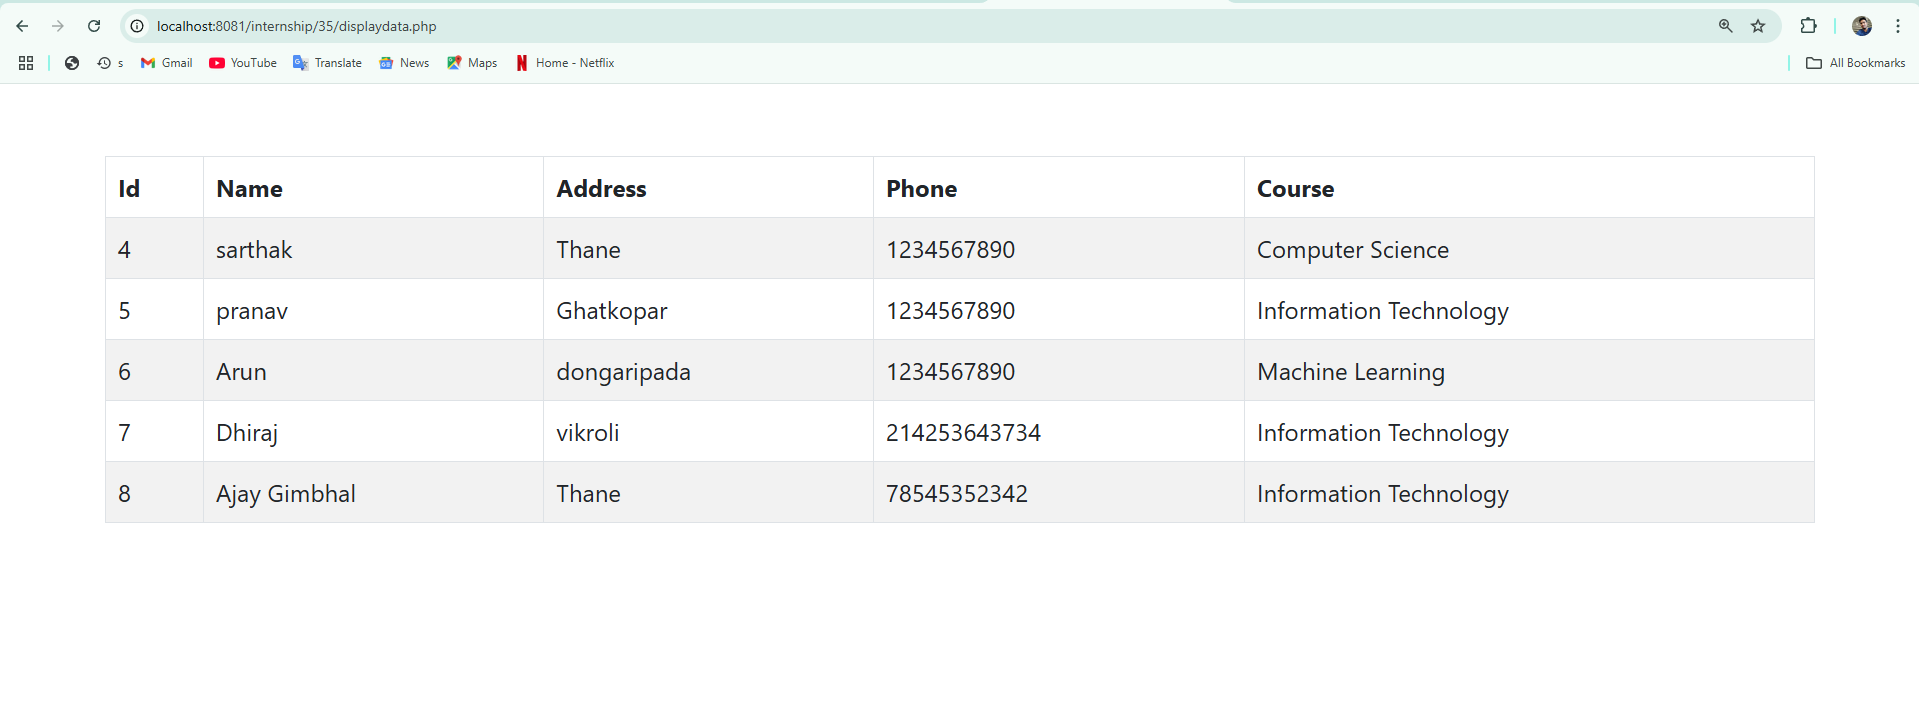 localhost:8081/internship/35/displaydata.php
s Gmail YouTube Translate News Maps Home - Netflix All Bookmarks
Id Name Address Phone Course
4 sarthak Thane 1234567890 Computer Science
5 pranav Ghatkopar 1234567890 Information Technology
6 Arun dongaripada 1234567890 Machine Learning
7 Dhiraj vikroli 214253643734 Information Technology
8 Ajay Gimbhal Thane 78545352342 Information Technology